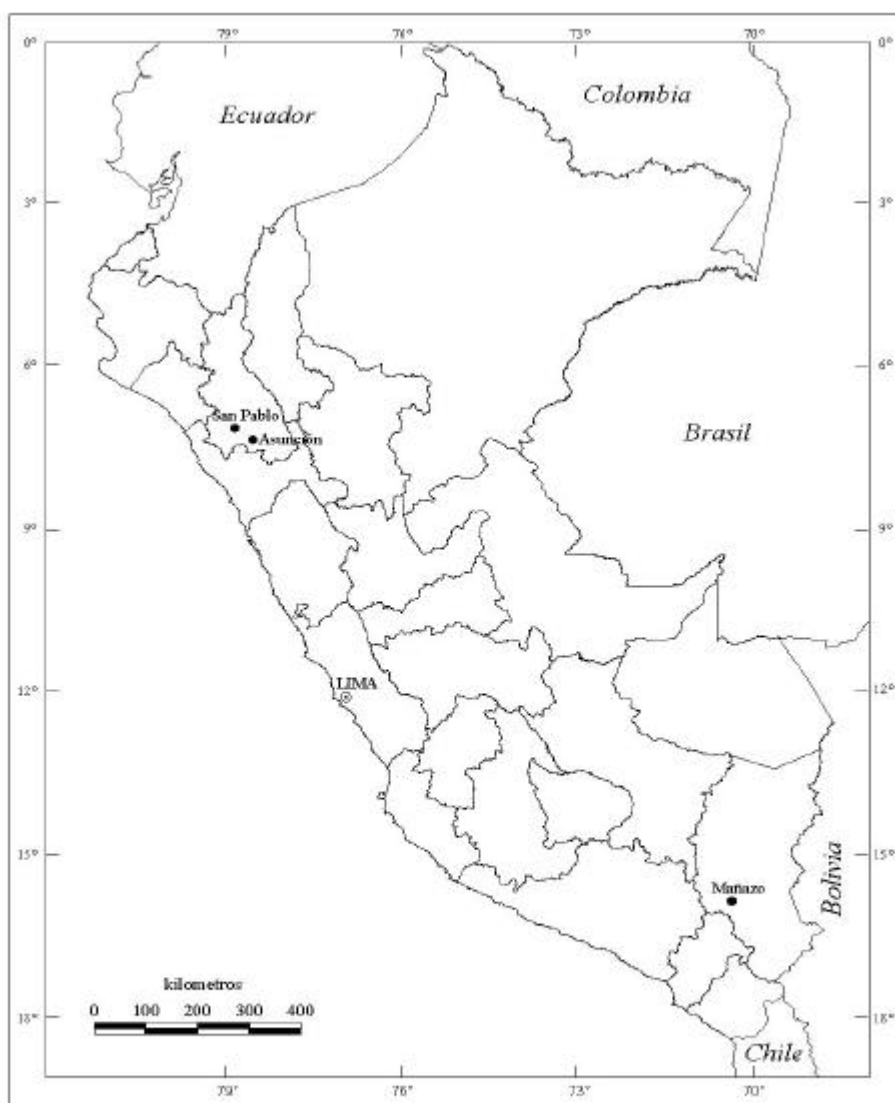 79° 76° 73° 70°
0° 0°
Colombia
Ecuador
3° 3°
6° 6°
San Pablo
Asunción
Brasil
9° 9°
LIMA
12° 12°
15° 15°
Mañazo
Bolivia
kilometros
0 100 200 300 400
18° 18°
Chile
79° 76° 73° 70°